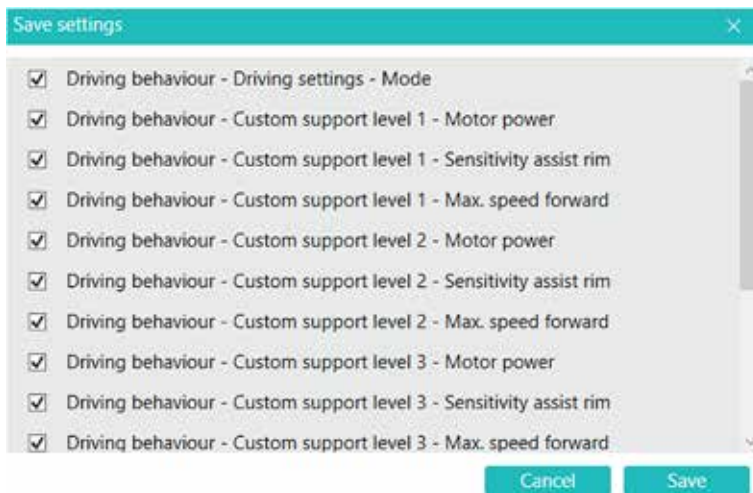 Save settings
Driving behaviour - Driving settings - Mode
Driving behaviour - Custom support level 1 - Motor power
Driving behaviour - Custom support level 1 - Sensitivity assist rim
Driving behaviour - Custom support level 1 - Max. speed forward
Driving behaviour - Custom support level 2 - Motor power
Driving behaviour - Custom support level 2 - Sensitivity assist rim
Driving behaviour - Custom support level 2 - Max. speed forward
Driving behaviour - Custom support level 3 - Motor power
Driving behaviour - Custom support level 3 - Sensitivity assist rim
Driving behaviour - Custom support level 3 - Max. speed forward
Cancel Save